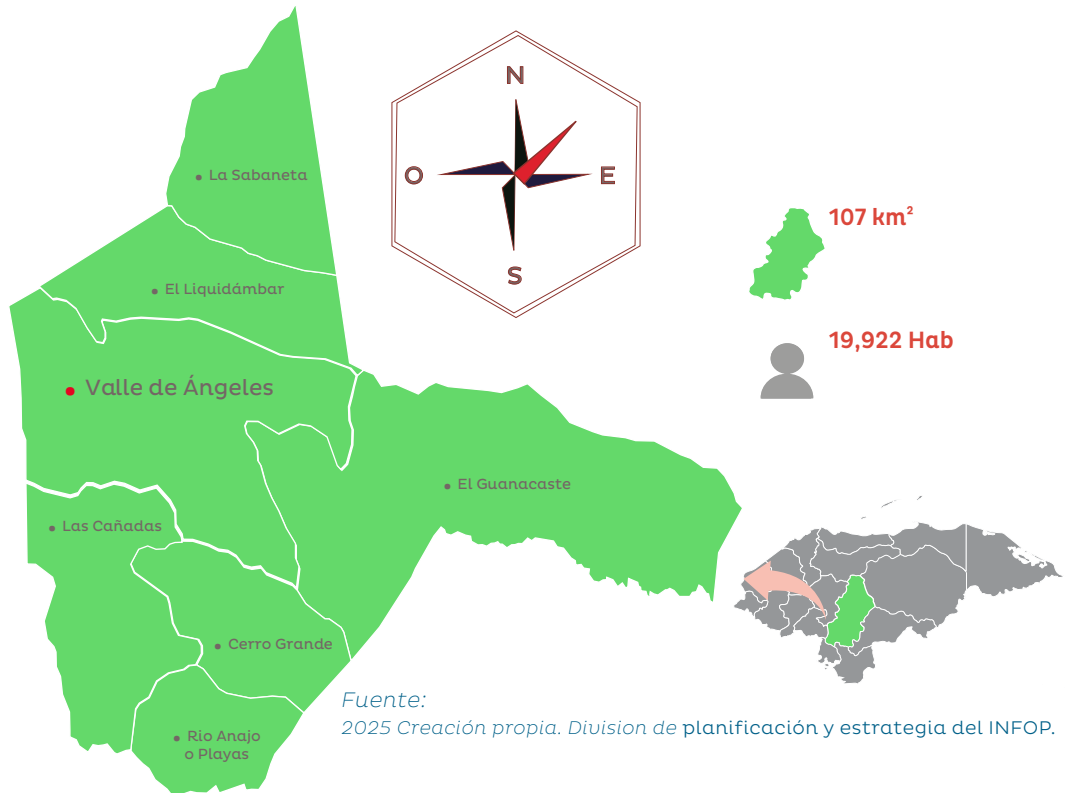 N
O
E
S
La Sabaneta
107 km²
El Liquidámbar
19,922 Hab
Valle de Ángeles
El Guanacaste
Las Cañadas
Cerro Grande
Rio Anajo
o Playas
Fuente:
2025 Creación propia. Division de planificación y estrategia del INFOP.